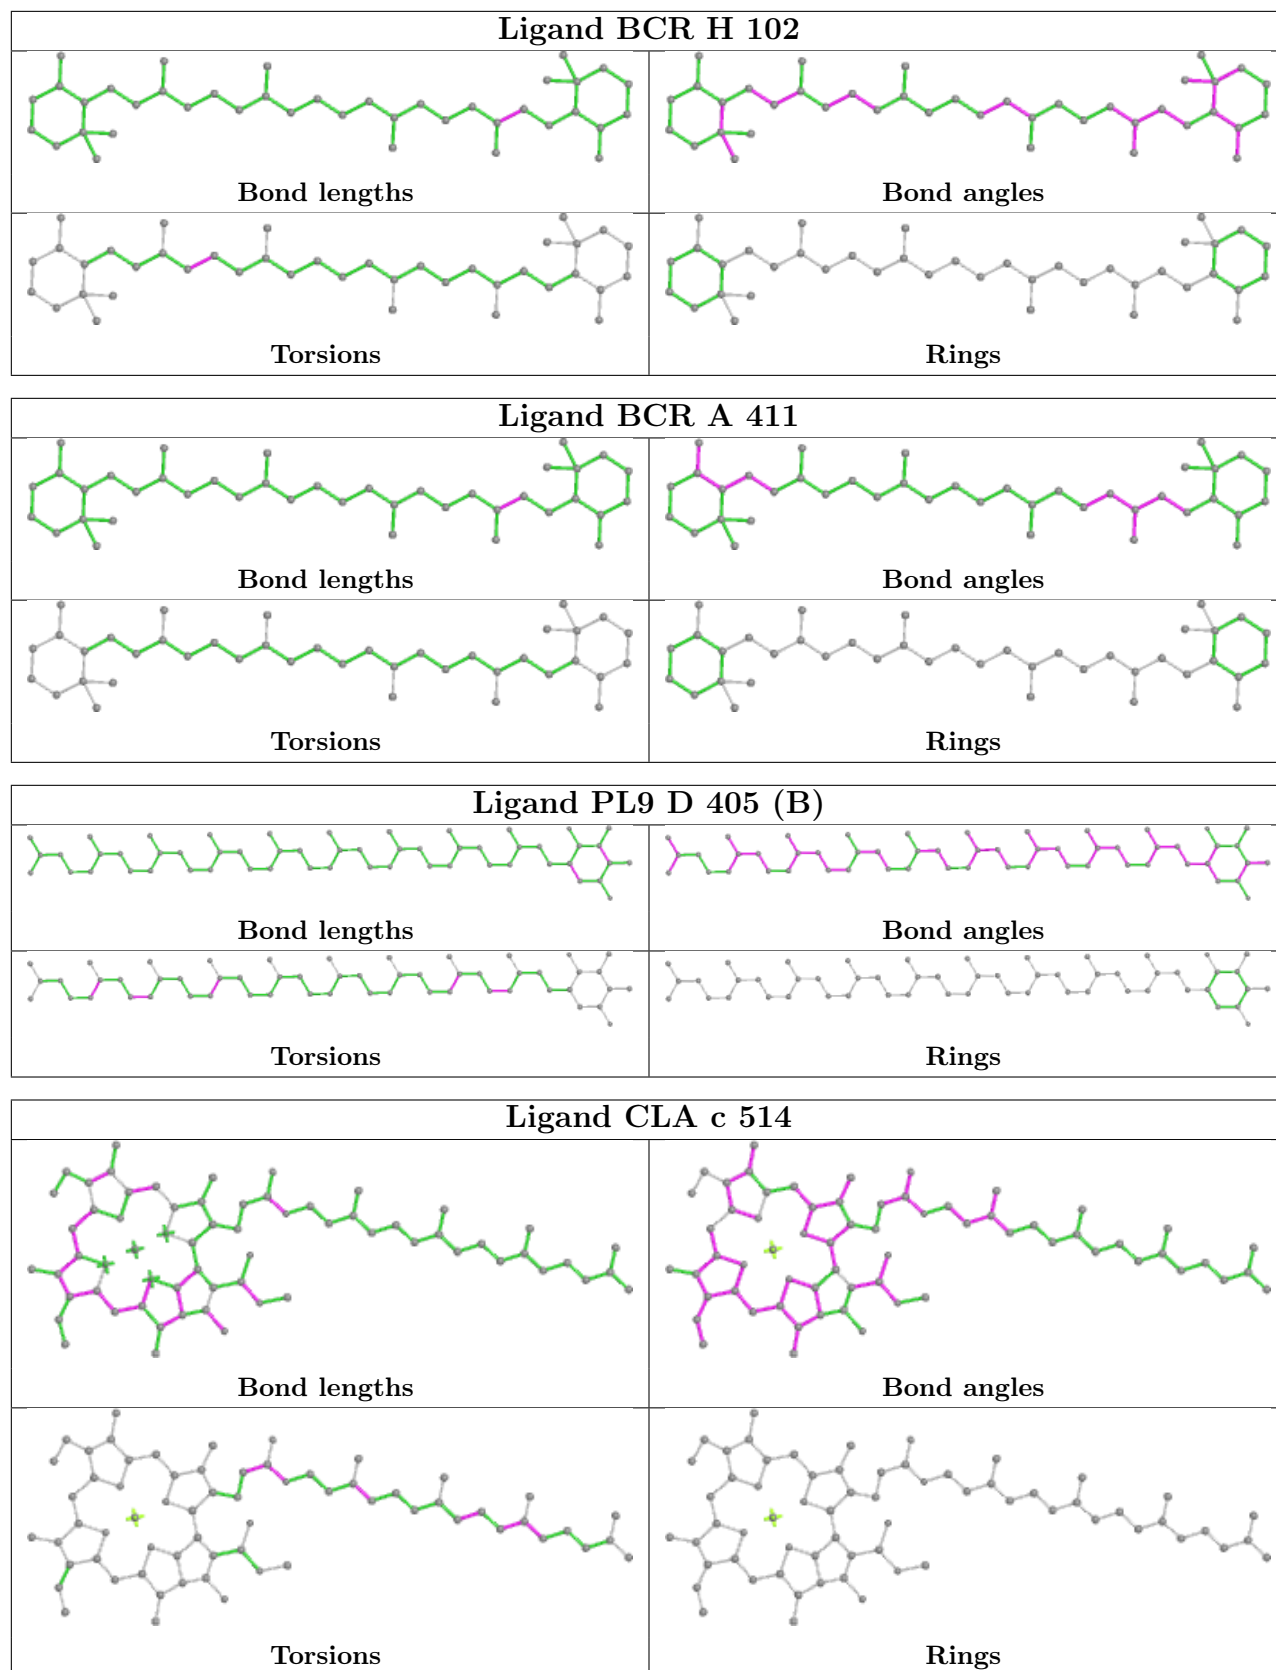 Ligand BCR H 102
Bond lengths
Bond angles
Torsions
Rings
Ligand BCR A 411
Bond lengths
Bond angles
Torsions
Rings
Ligand PL9 D 405 (B)
Bond lengths
Bond angles
Torsions
Rings
Ligand CLA c 514
Bond lengths
Bond angles
Torsions
Rings